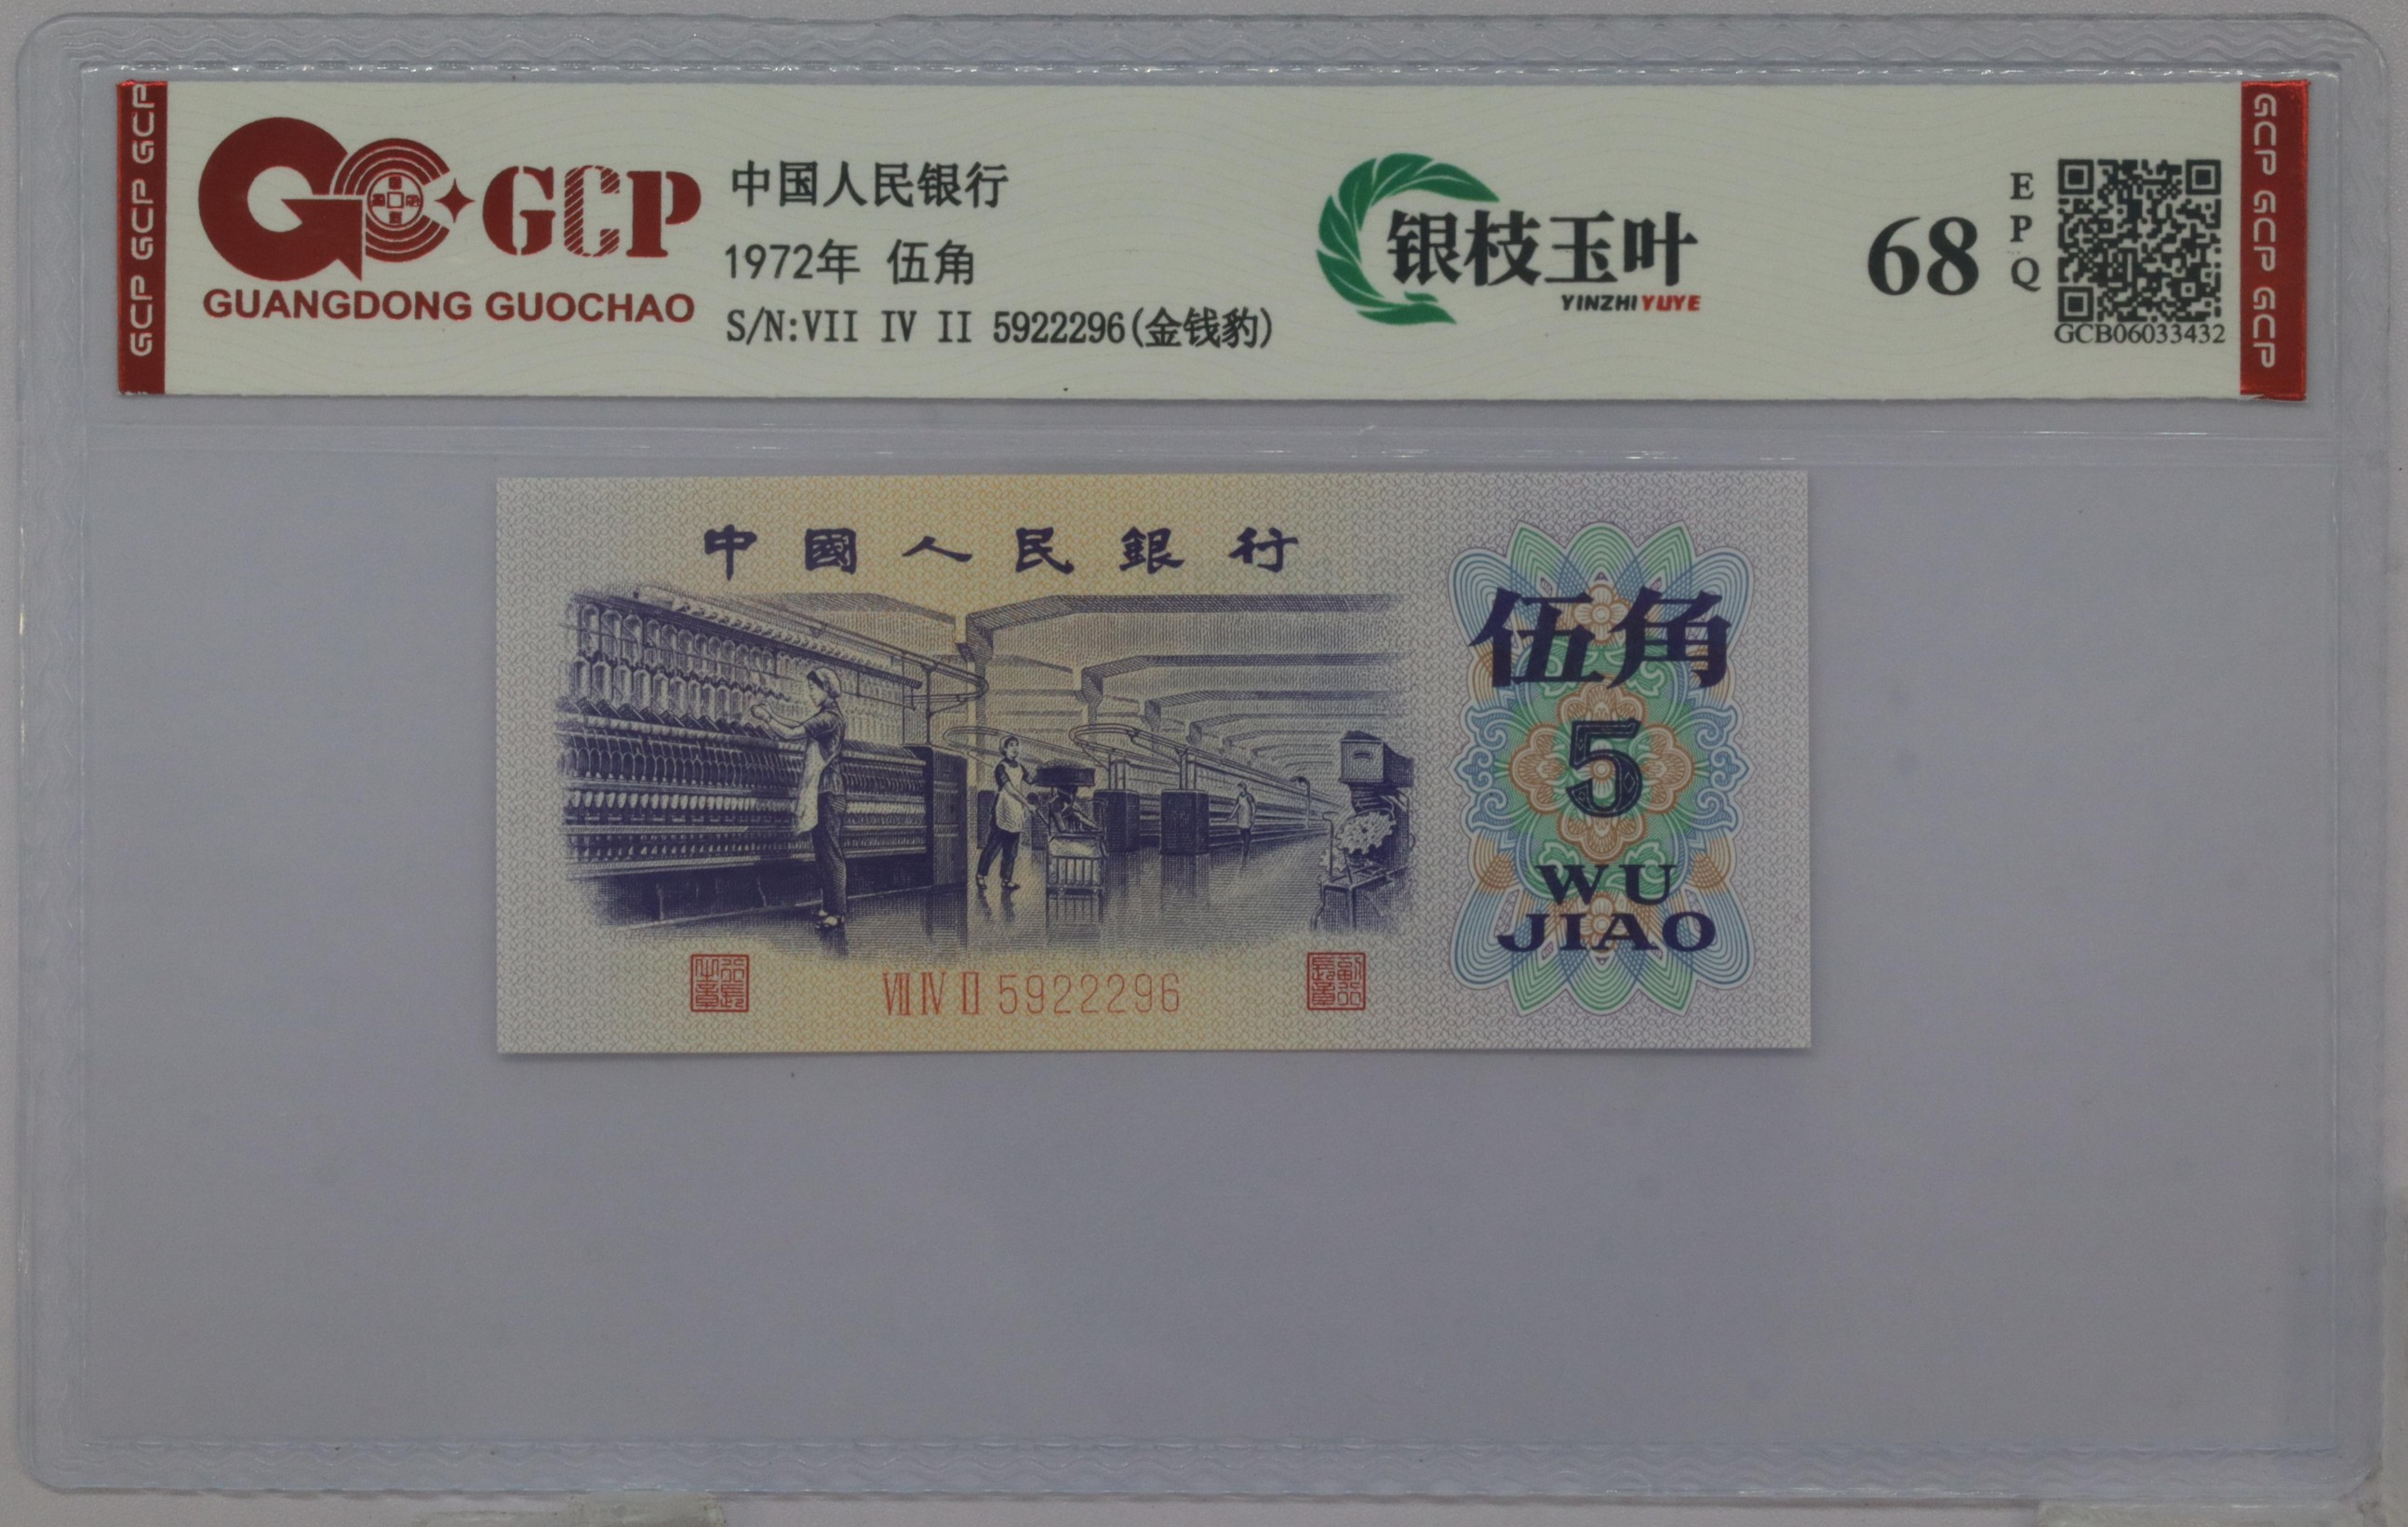 GCP GCP GCP
GCP
GUANGDONG GUOCHAO
中国人民银行
1972年 伍角
S/N:VII IV II 5922296(金钱豹)
银枝玉叶
YINZHI YUYE
68
EPQ
GCB06033432
GCP GCP GCP
中國人民銀行
伍角
5
WU
JIAO
VII IV II 5922296